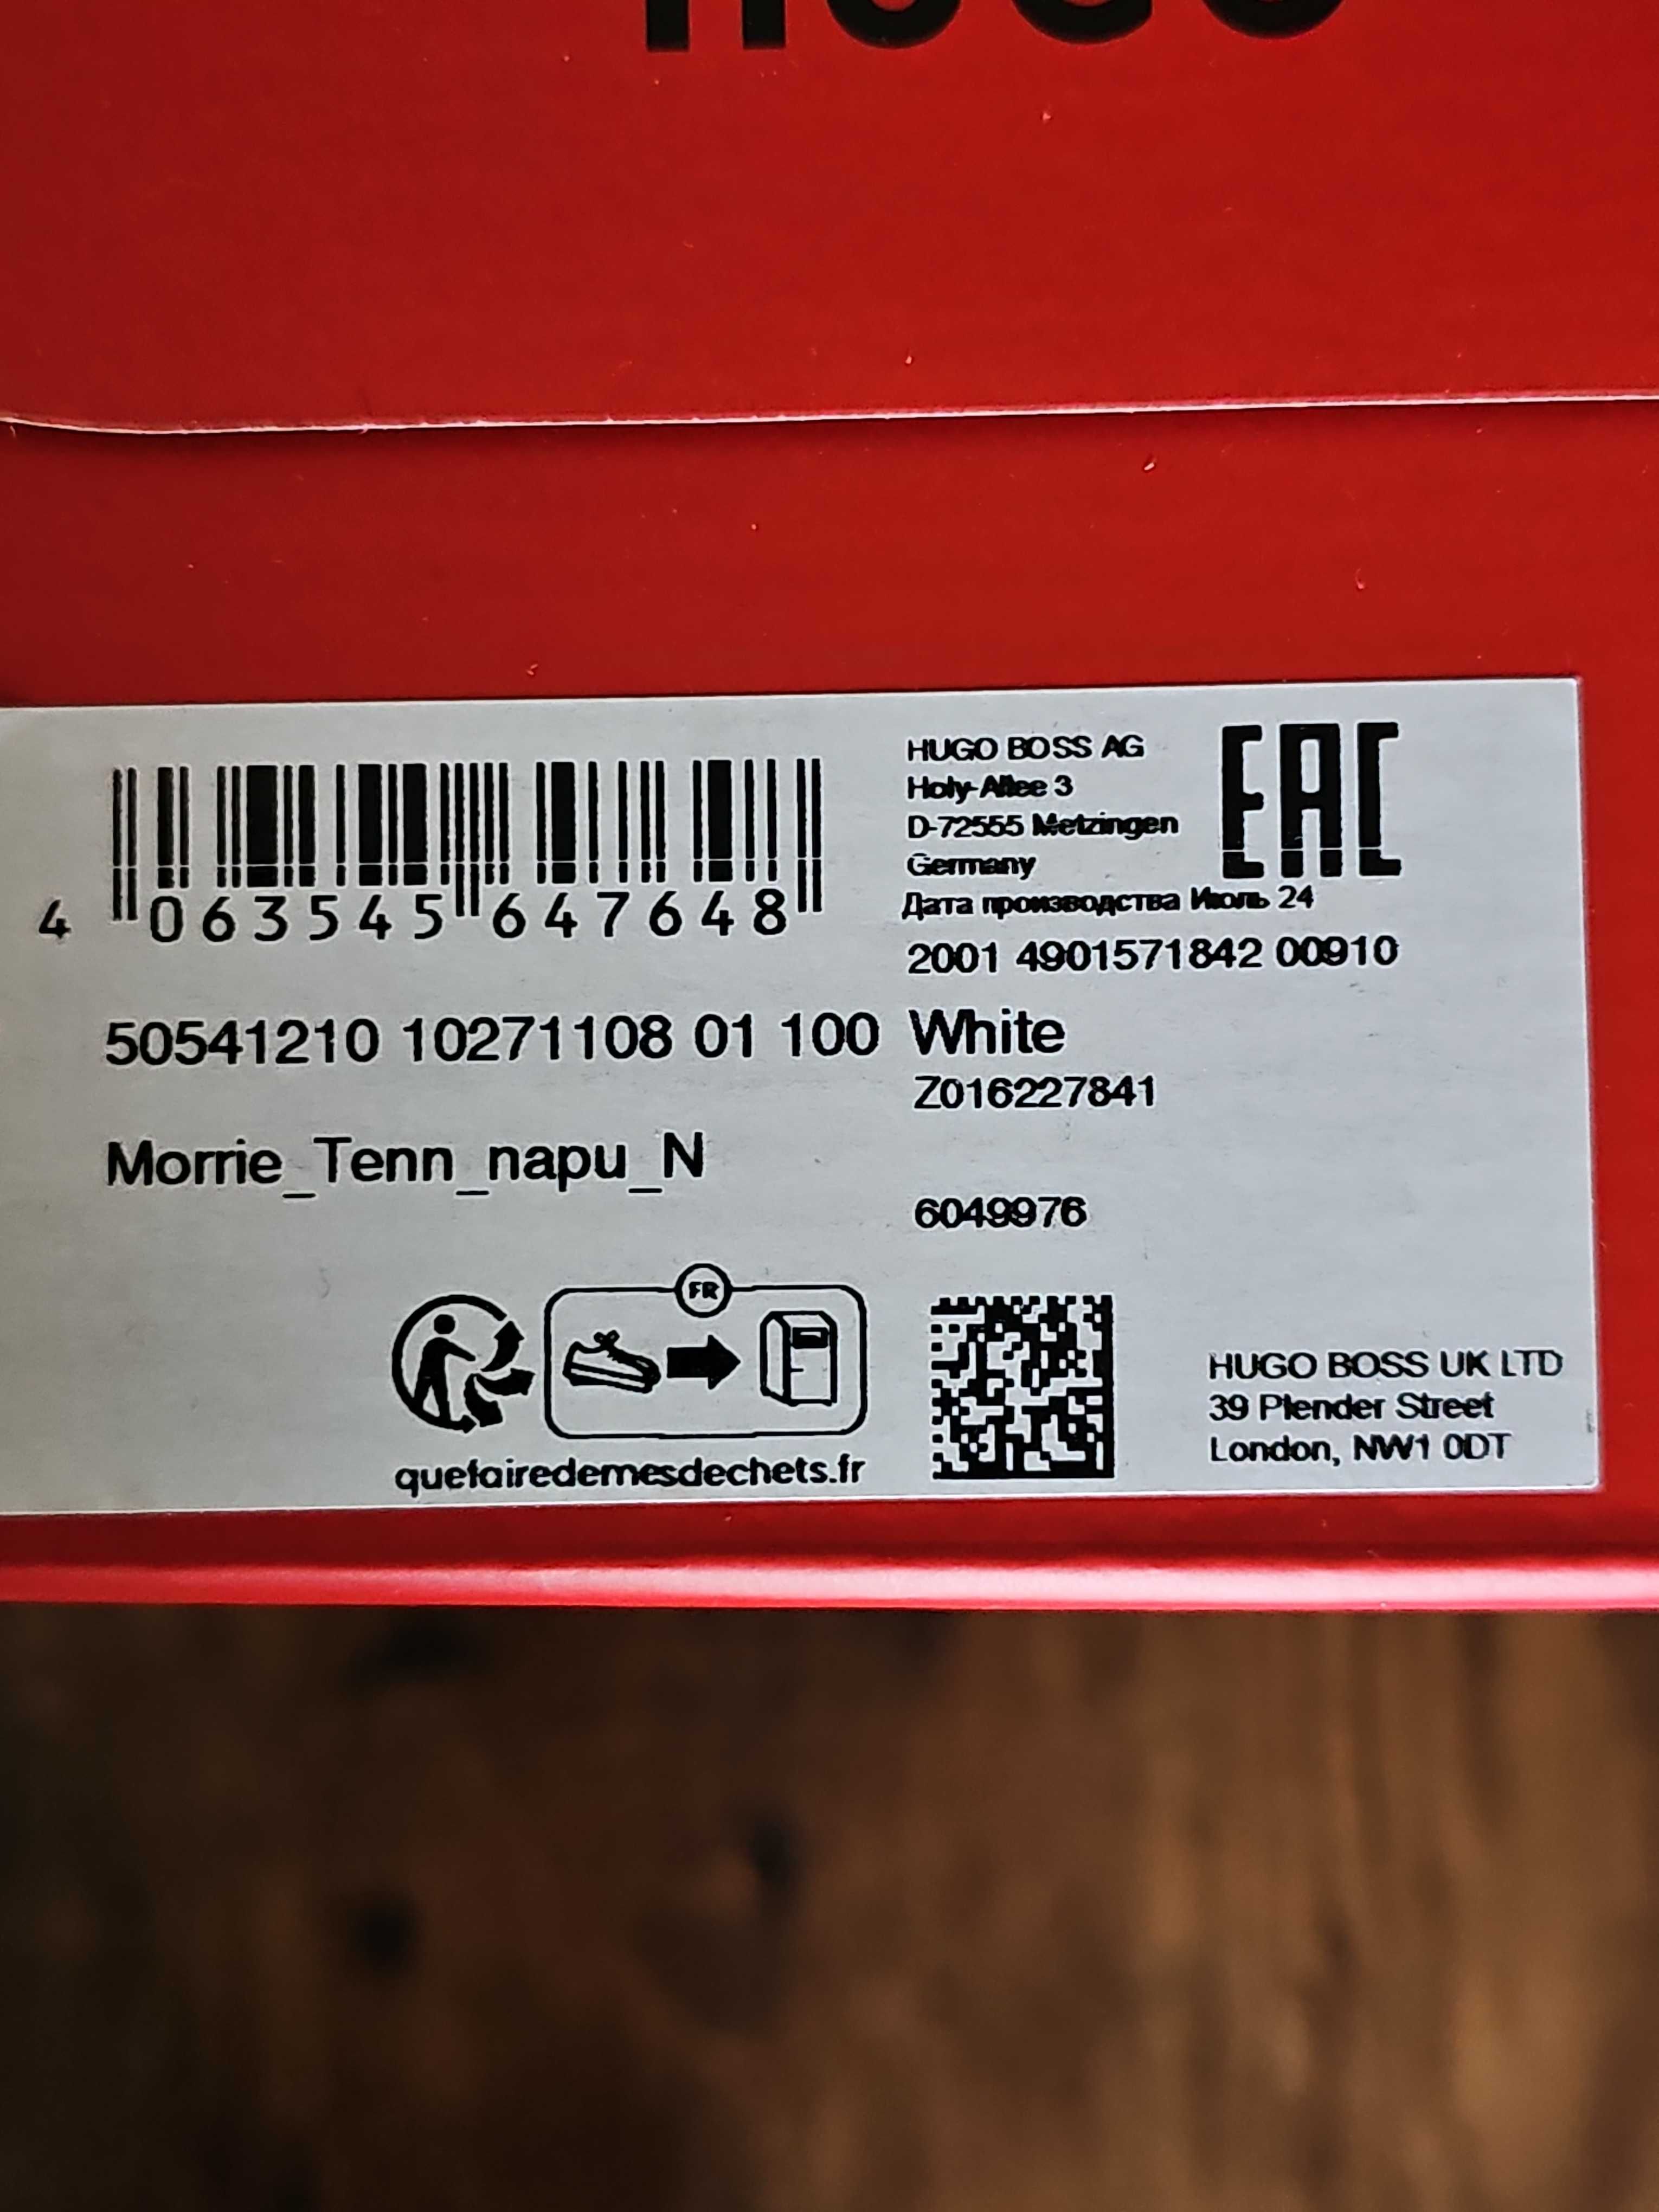 HUGO
HUGO BOSS AG
Holy-Allee 3
D-72555 Metzingen
Germany
EAC
Дата производства Июль 24
4 063545 647648
2001 4901571842 00910
50541210 10271108 01 100 White
Z016227841
Morrie_Tenn_napu_N
6049976
FR
quefairedemesdechets.fr
HUGO BOSS UK LTD
39 Plender Street
London, NW1 0DT